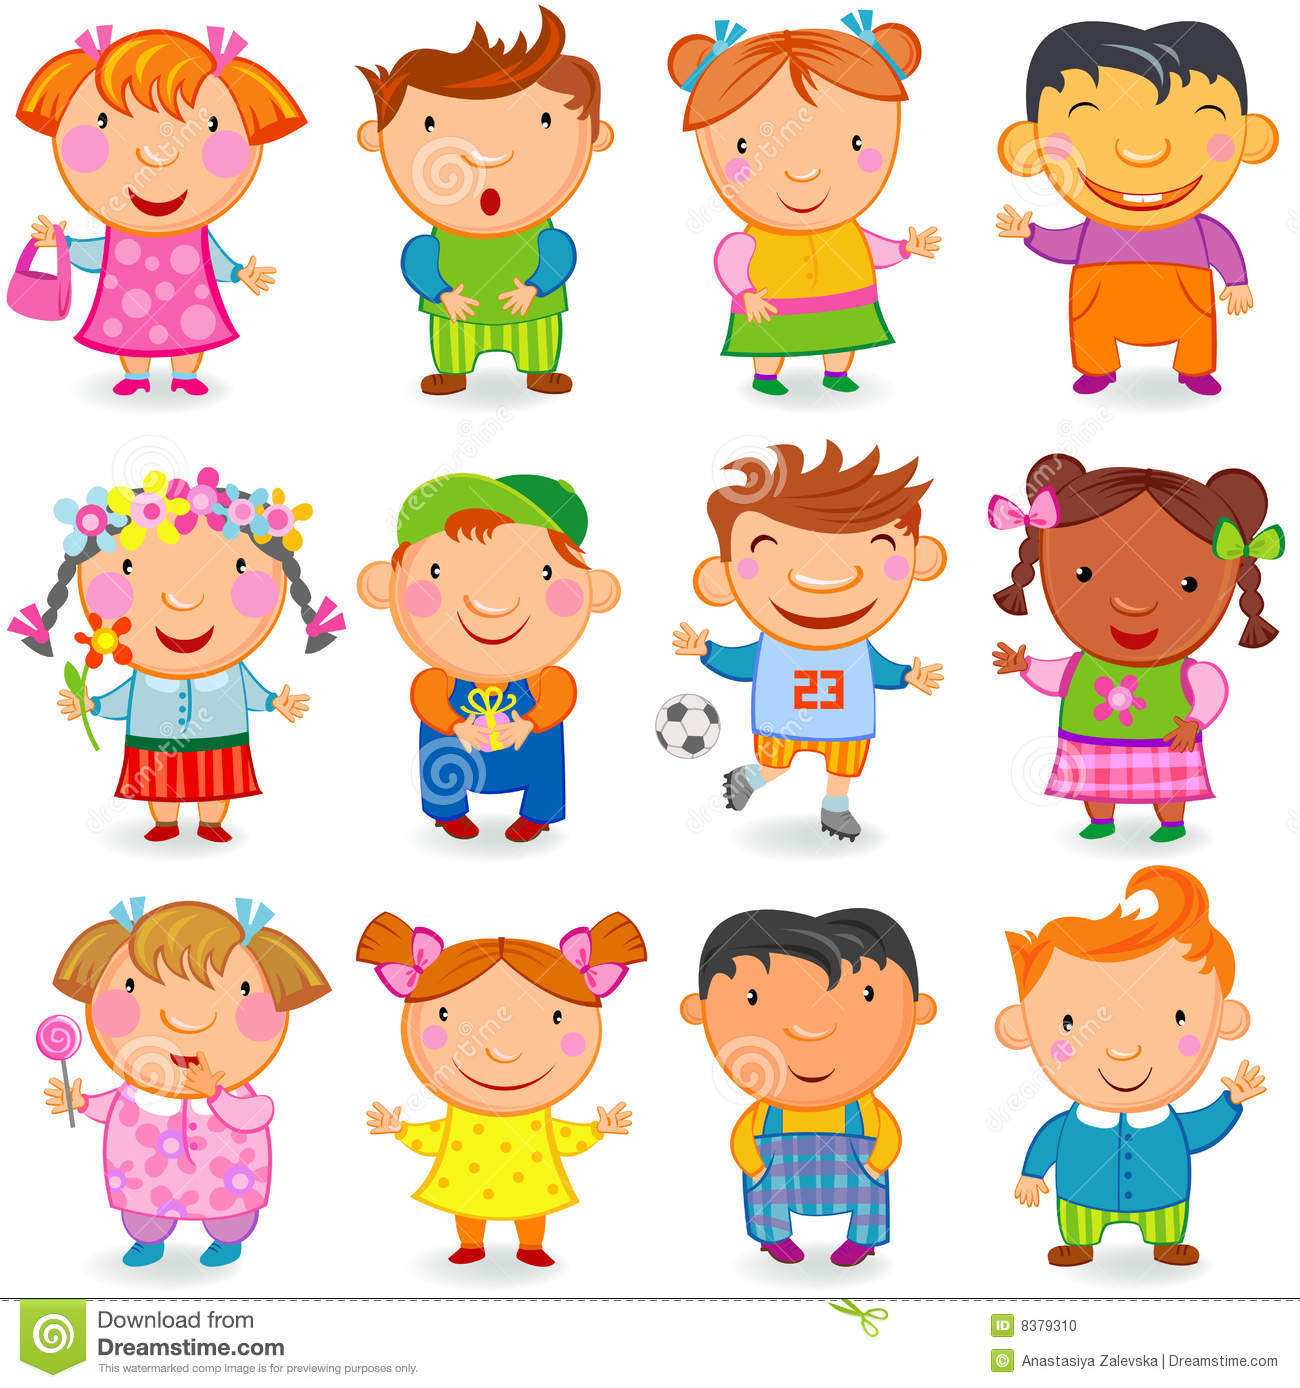 23
Download from
Dreamstime.com
This watermarked comp image is for previewing purposes only.
ID 8379310
© Anastasiya Zalevska | Dreamstime.com